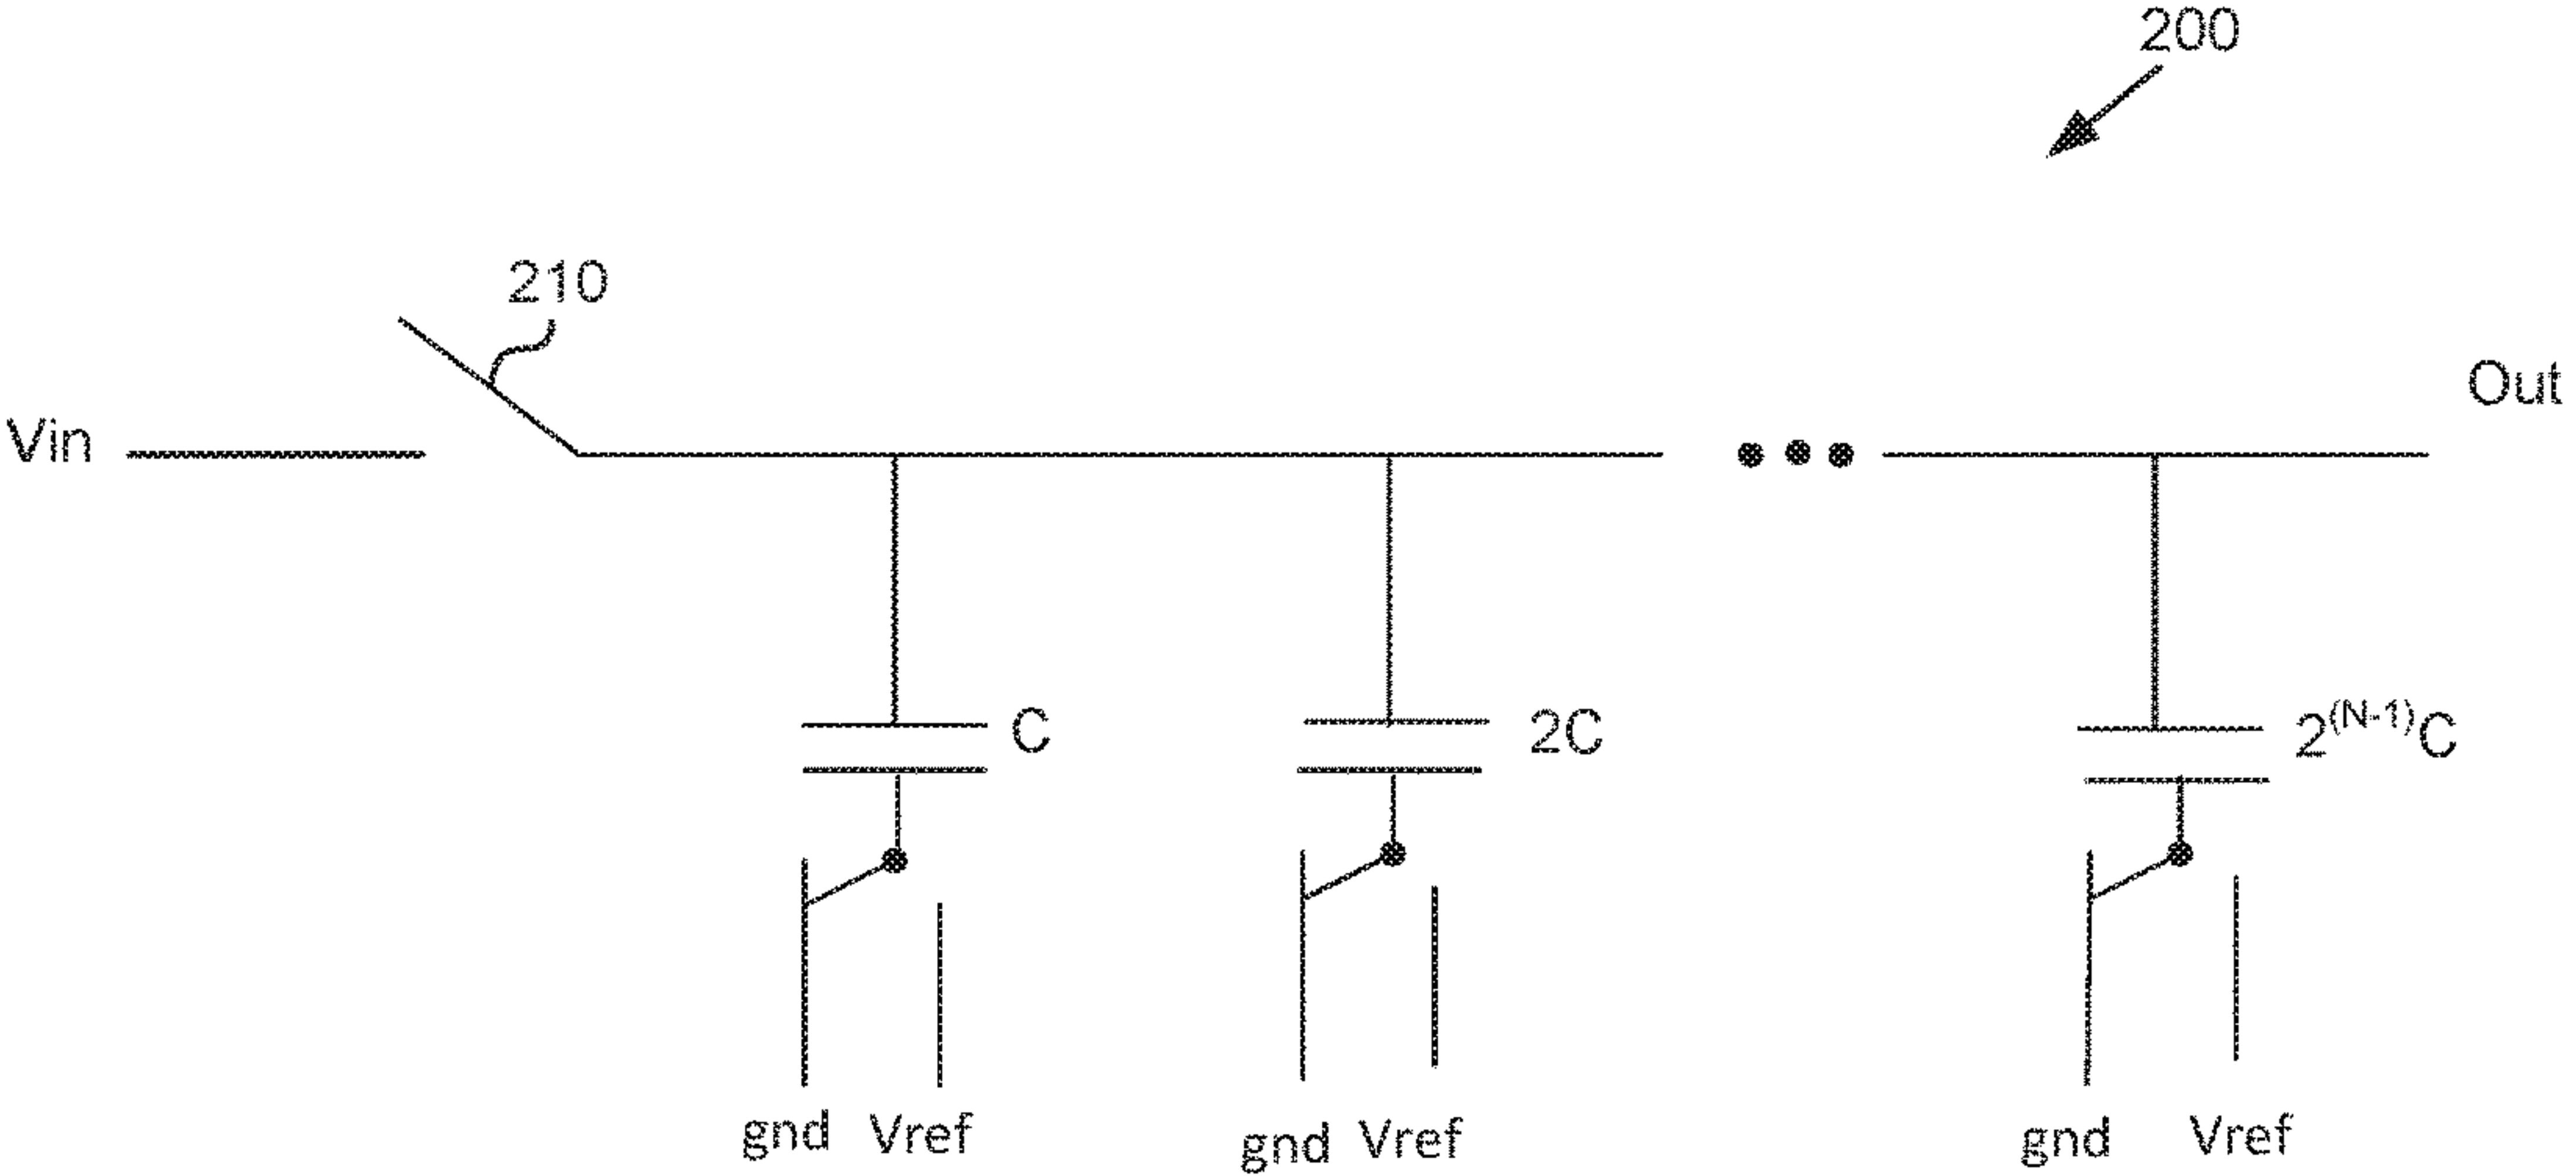 200
210
Vin
Out
C
2C
2^(N-1)C
gnd Vref
gnd Vref
gnd Vref